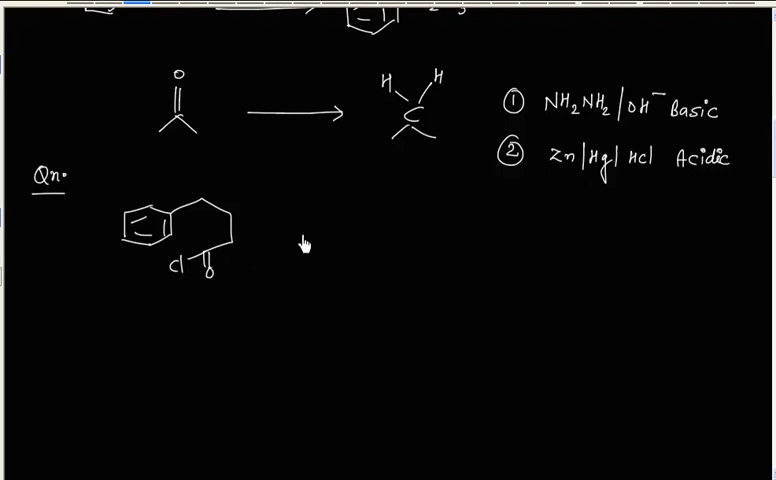 O
H H
C
① NH2NH2/OH⁻ Basic
② Zn/Hg/HCl Acidic
Qn.
Cl O